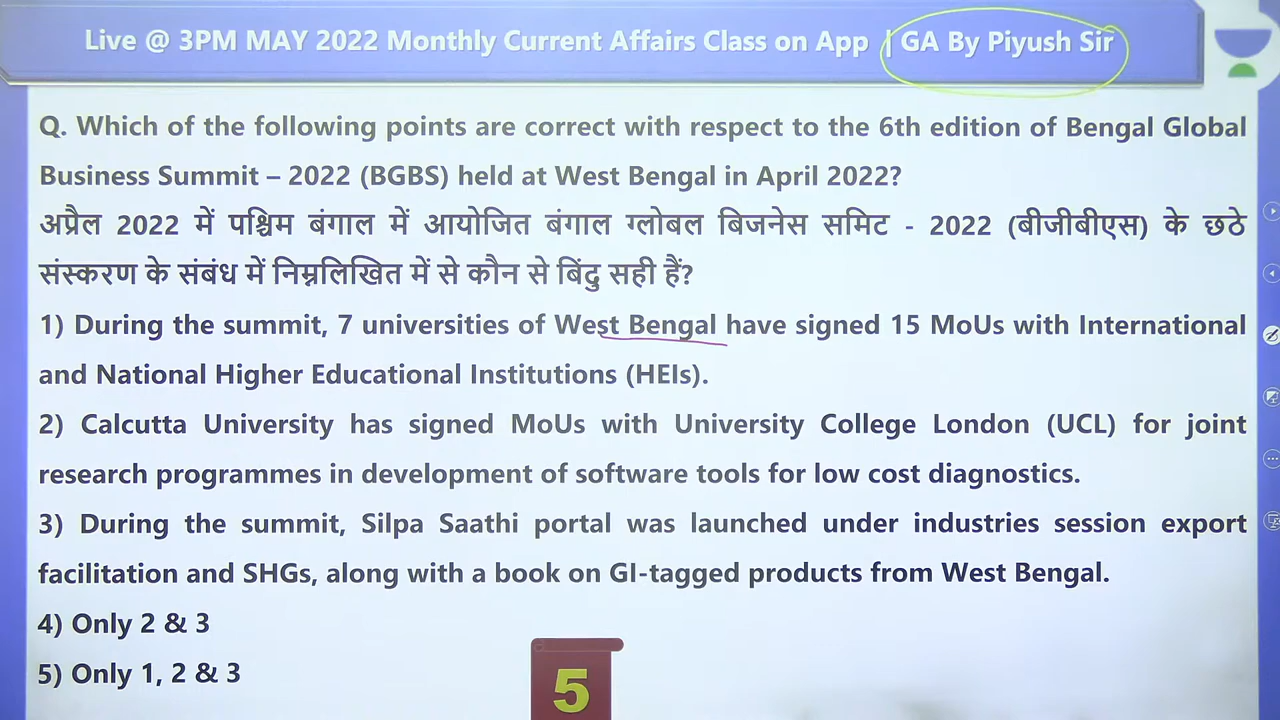 Live @ 3PM MAY 2022 Monthly Current Affairs Class on App | GA By Piyush Sir
Q. Which of the following points are correct with respect to the 6th edition of Bengal Global
Business Summit – 2022 (BGBS) held at West Bengal in April 2022?
अप्रैल 2022 में पश्चिम बंगाल में आयोजित बंगाल ग्लोबल बिजनेस समिट - 2022 (बीजीबीएस) के छठे
संस्करण के संबंध में निम्नलिखित में से कौन से बिंदु सही हैं?
1) During the summit, 7 universities of West Bengal have signed 15 MoUs with International
and National Higher Educational Institutions (HEIs).
2) Calcutta University has signed MoUs with University College London (UCL) for joint
research programmes in development of software tools for low cost diagnostics.
3) During the summit, Silpa Saathi portal was launched under industries session export
facilitation and SHGs, along with a book on GI-tagged products from West Bengal.
4) Only 2 & 3
5) Only 1, 2 & 3
5